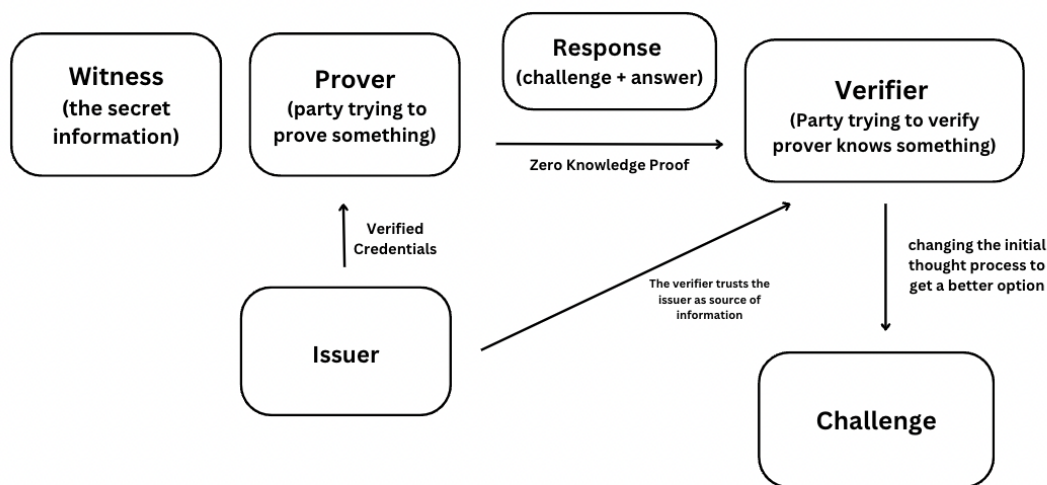 Witness
(the secret
information)
Prover
(party trying to
prove something)
Response
(challenge + answer)
Zero Knowledge Proof
Verifier
(Party trying to verify
prover knows something)
Verified
Credentials
The verifier trusts the
issuer as source of
information
changing the initial
thought process to
get a better option
Issuer
Challenge